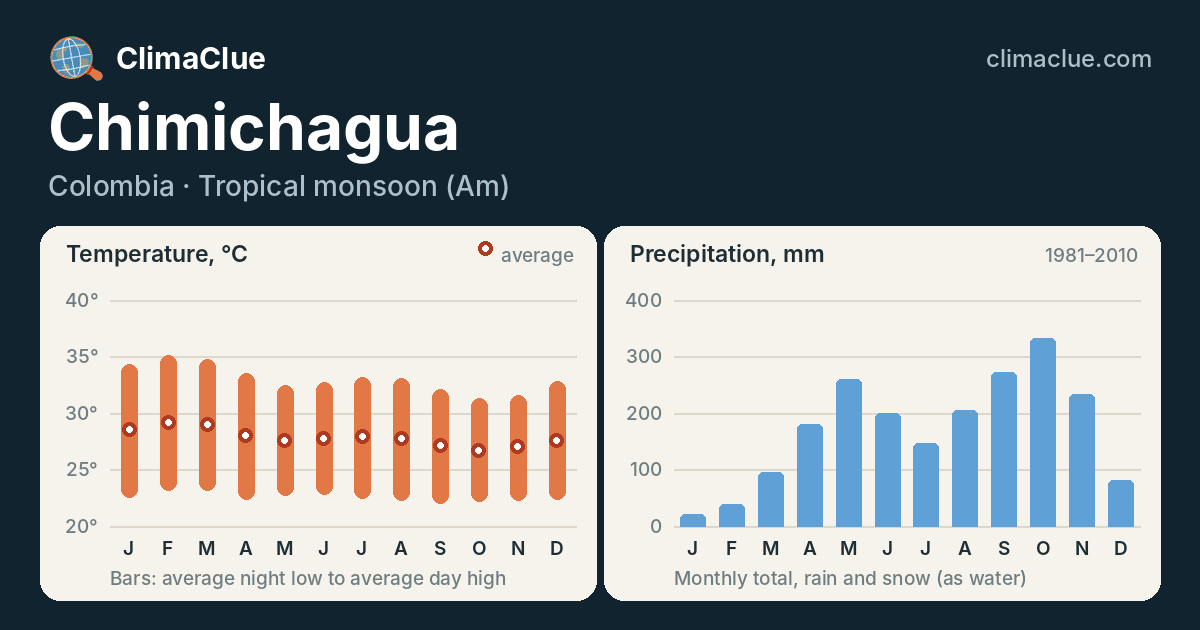 ClimaClue
climaclue.com
Chimichagua
Colombia · Tropical monsoon (Am)
Temperature, °C
average
40°
35°
30°
25°
20°
J F M A M J J A S O N D
Bars: average night low to average day high
Precipitation, mm
1981–2010
400
300
200
100
0
J F M A M J J A S O N D
Monthly total, rain and snow (as water)